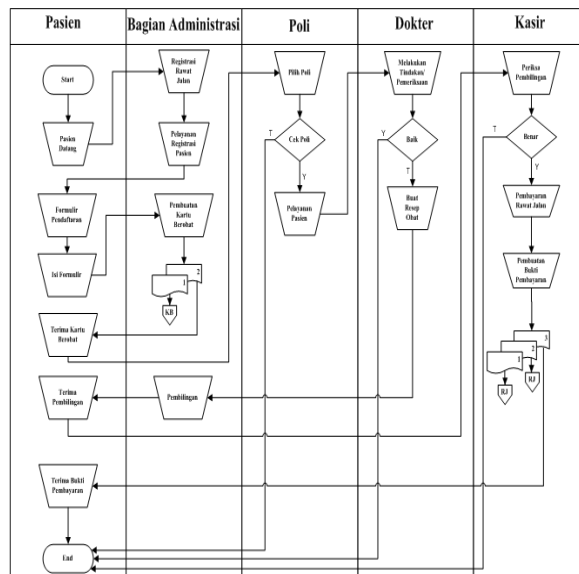 Pasien
Bagian Administrasi
Poli
Dokter
Kasir
Start
Pasien
Datang
Formulir
Pendaftaran
Isi Formulir
Terima Kartu
Berobat
Terima
Pembilingan
Terima Bukti
Pembayaran
End
Registrasi
Rawat
Jalan
Pelayanan
Registrasi
Pasien
Pembuatan
Kartu
Berobat
2
1
KB
Pembilingan
Pilih Poli
T
Cek Poli
Y
Pelayanan
Pasien
Melakukan
Tindakan/
Pemeriksaan
Y
Baik
T
Buat
Resep
Obat
Periksa
Pembilingan
T
Benar
Y
Pembayaran
Rawat Jalan
Pembuatan
Bukti
Pembayaran
3
2
1
RJ
RJ